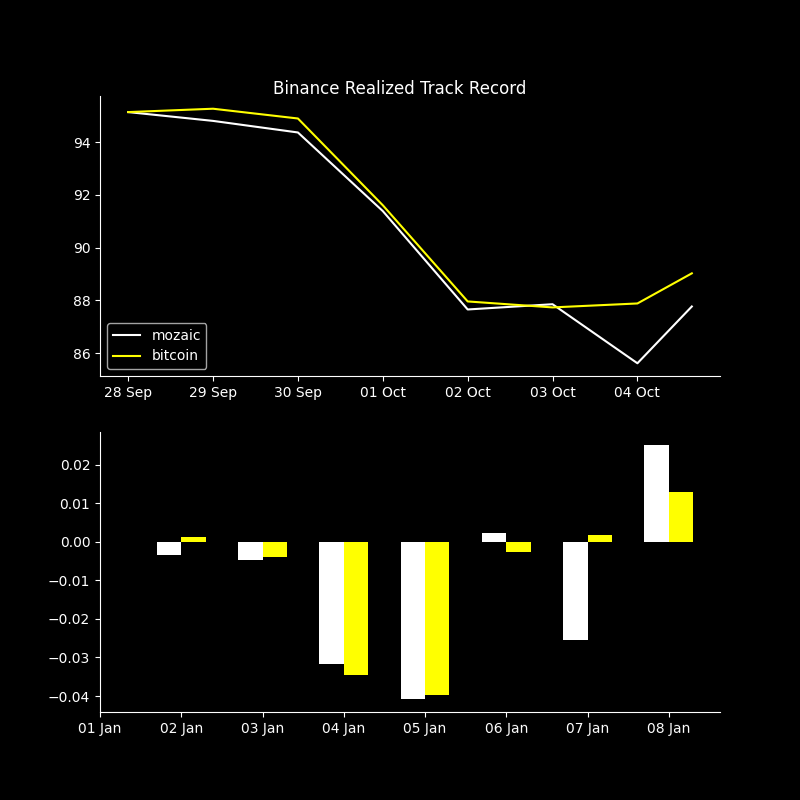 Binance Realized Track Record
94
92
90
88
86
mozaic
bitcoin
28 Sep 29 Sep 30 Sep 01 Oct 02 Oct 03 Oct 04 Oct
0.02
0.01
0.00
−0.01
−0.02
−0.03
−0.04
01 Jan 02 Jan 03 Jan 04 Jan 05 Jan 06 Jan 07 Jan 08 Jan